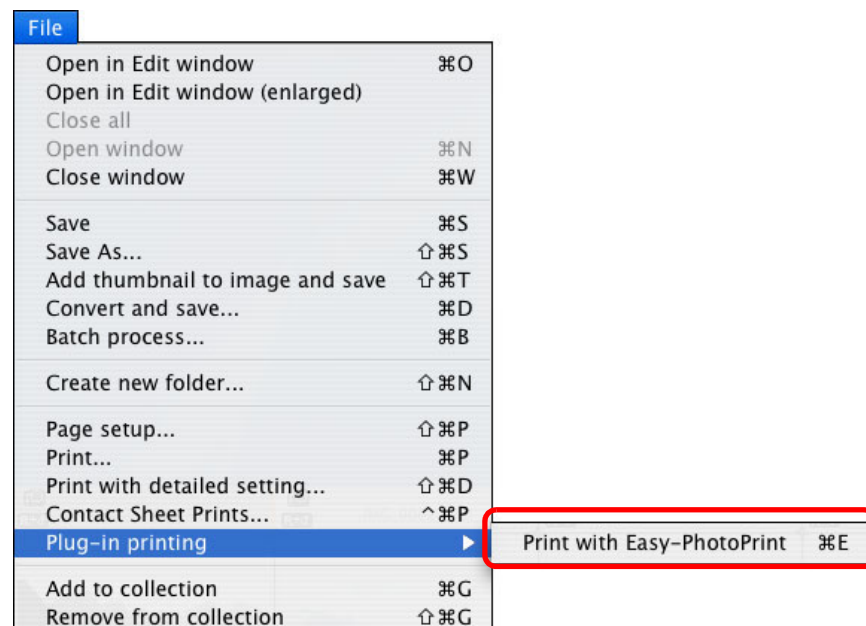 File
Open in Edit window ⌘O
Open in Edit window (enlarged)
Close all
Open window ⌘N
Close window ⌘W
Save ⌘S
Save As... ⇧⌘S
Add thumbnail to image and save ⇧⌘T
Convert and save... ⌘D
Batch process... ⌘B
Create new folder... ⇧⌘N
Page setup... ⇧⌘P
Print... ⌘P
Print with detailed setting... ⇧⌘D
Contact Sheet Prints... ^⌘P
Plug-in printing ▶ Print with Easy-PhotoPrint ⌘E
Add to collection ⌘G
Remove from collection ⇧⌘G